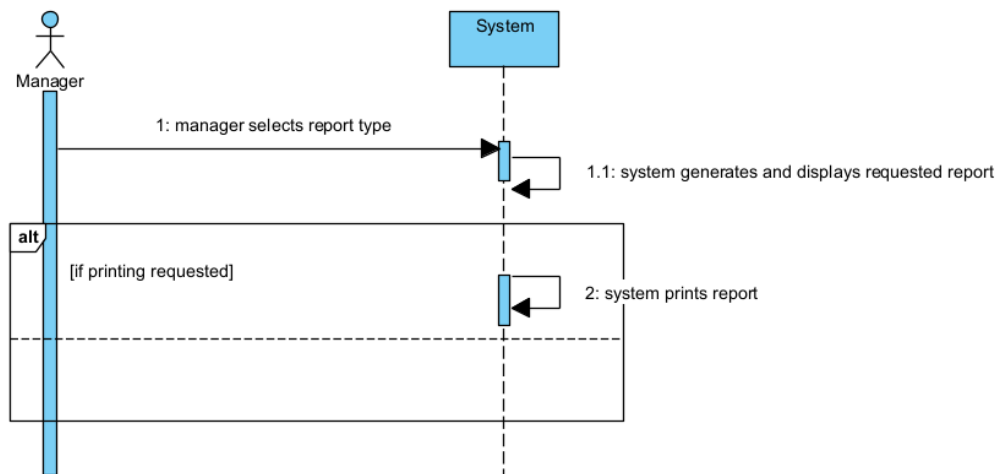 System
Manager
1: manager selects report type
1.1: system generates and displays requested report
alt
[if printing requested]
2: system prints report